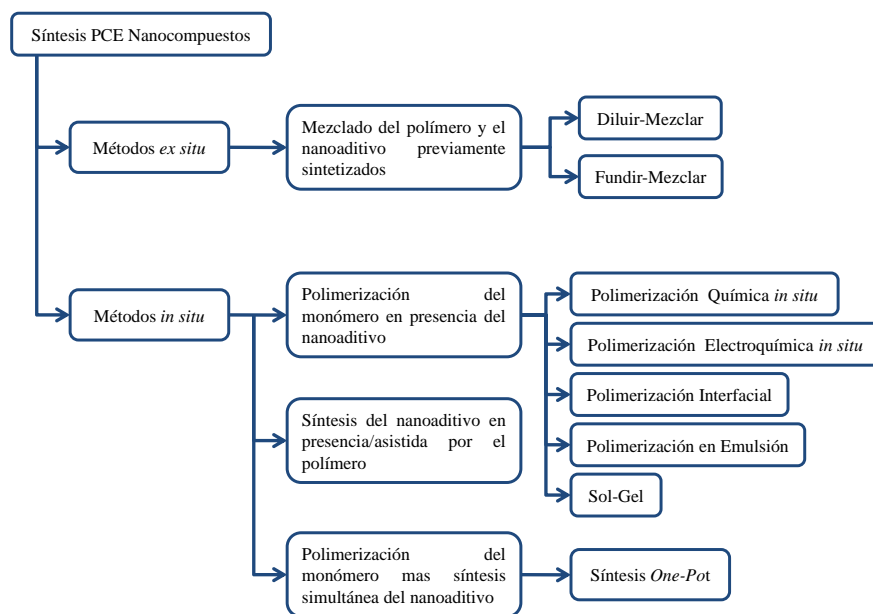 Síntesis PCE Nanocompuestos
Métodos ex situ
Mezclado del polímero y el
nanoaditivo previamente
sintetizados
Diluir-Mezclar
Fundir-Mezclar
Métodos in situ
Polimerización del
monómero en presencia del
nanoaditivo
Polimerización Química in situ
Polimerización Electroquímica in situ
Polimerización Interfacial
Polimerización en Emulsión
Sol-Gel
Síntesis del nanoaditivo en
presencia/asistida por el
polímero
Polimerización del
monómero mas síntesis
simultánea del nanoaditivo
Síntesis One-Pot